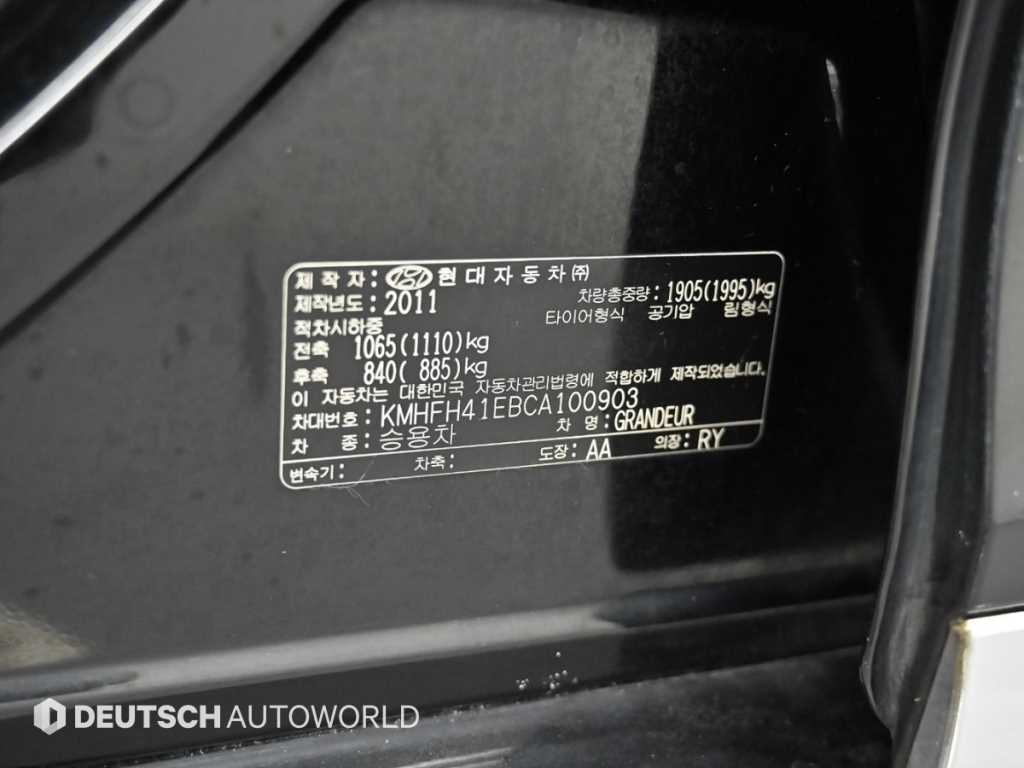 제 작 자 : 현대자동차㈜
제작년도 : 2011 차량총중량 : 1905(1995)kg
적차시하중 타이어형식 공기압 림형식
전축 1065(1110)kg
후축 840( 885)kg
이 자동차는 대한민국 자동차관리법령에 적합하게 제작되었습니다.
차대번호 : KMHFH41EBCA100903
차 종 : 승용차 차 명 : GRANDEUR
변속기 : 차축 : 도장 : AA 의장 : RY
DEUTSCH AUTOWORLD